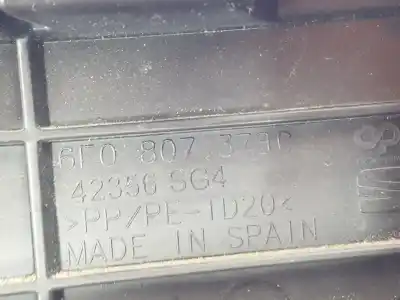 6F0 807 373C
42356 SG4
>PP/PE-TD20<
MADE IN SPAIN